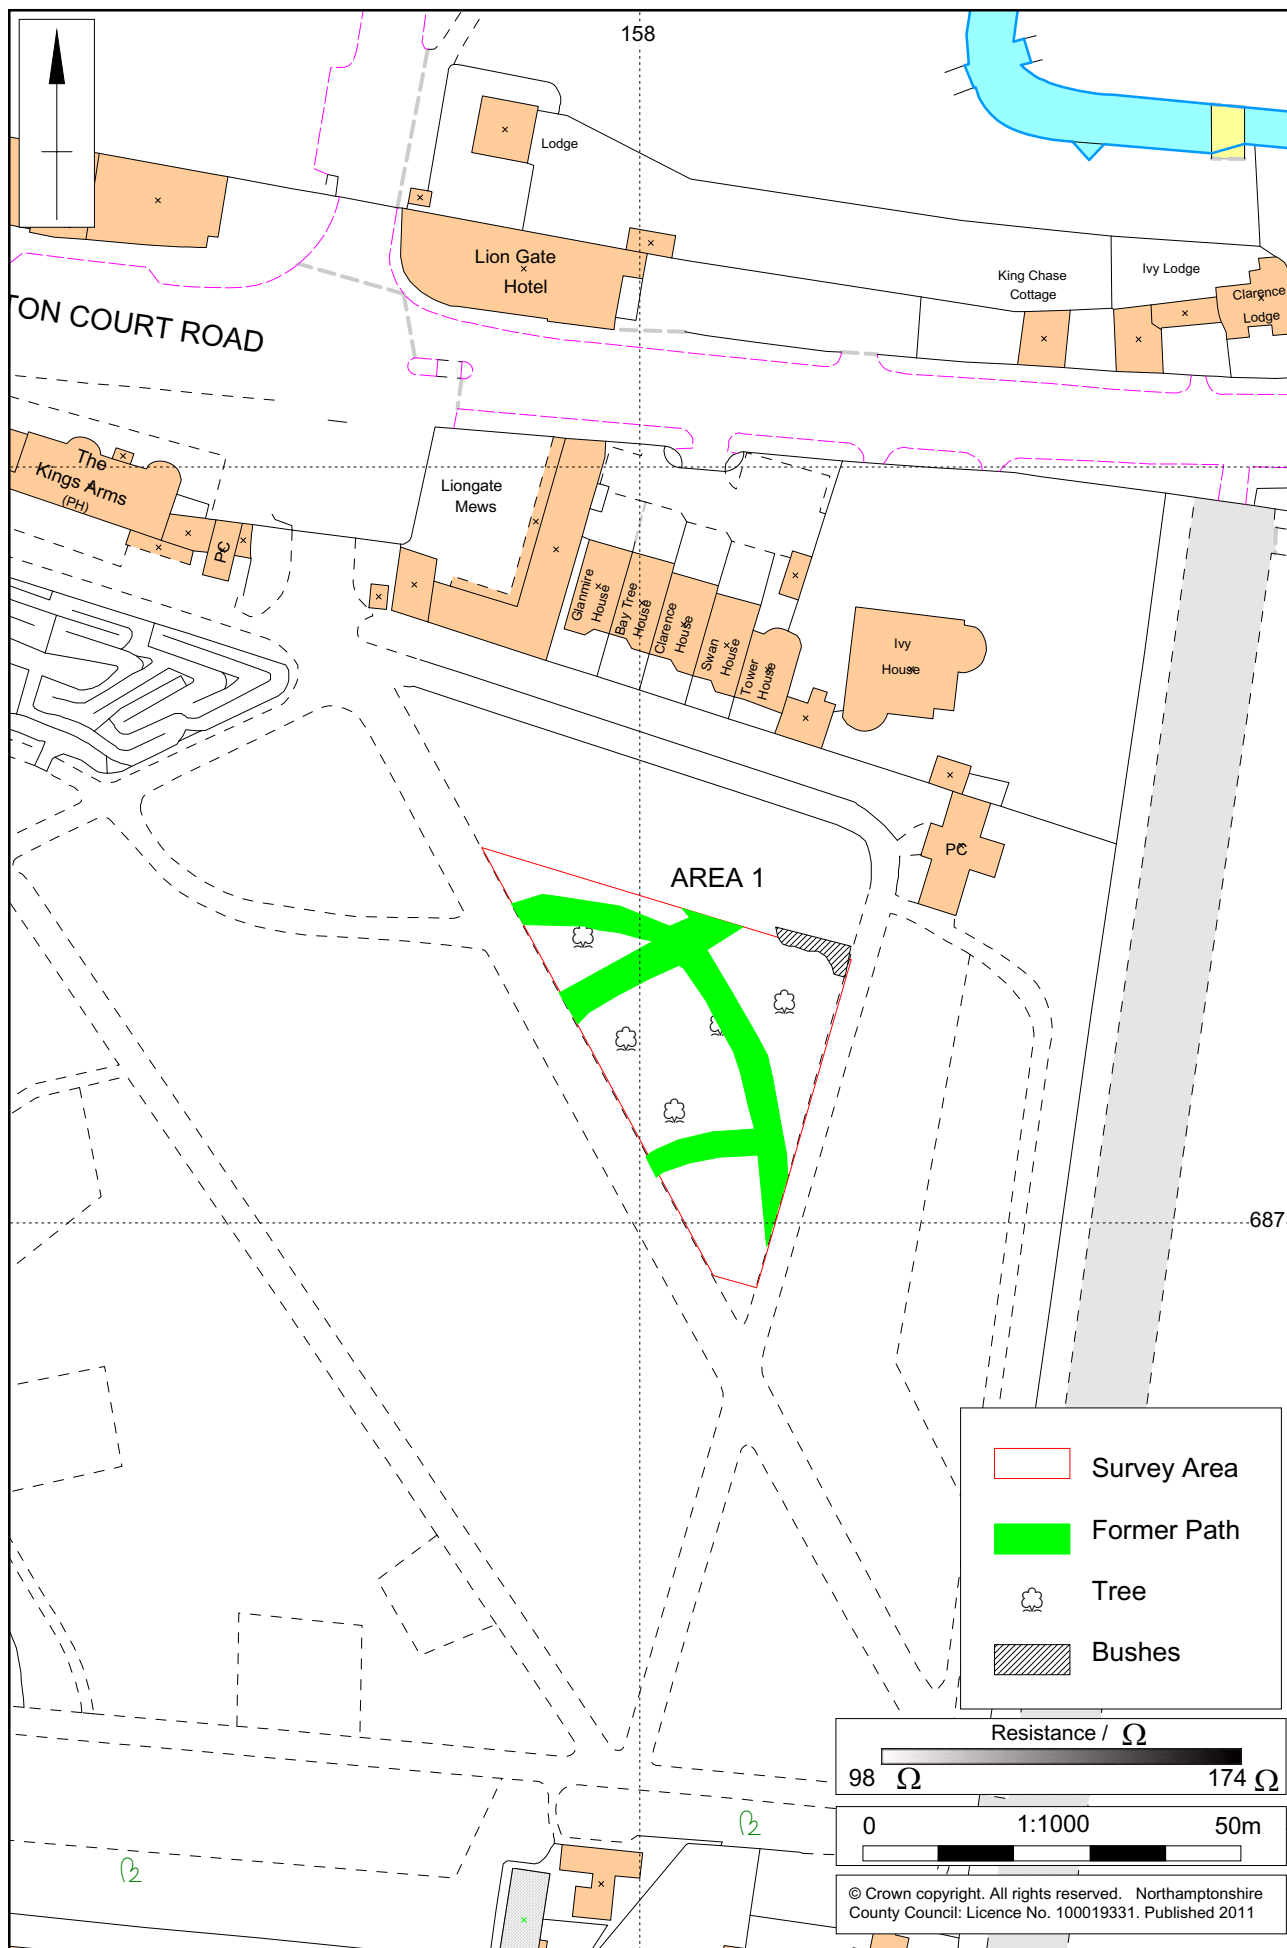 158
Lodge
Lion Gate
Hotel
King Chase
Cottage
Ivy Lodge
Clarence
Lodge
TON COURT ROAD
The
Kings Arms
(PH)
PC
Liongate
Mews
Glanmire
House
Bay Tree
House
Clarence
House
Swan
House
Tower
House
Ivy
House
PC
AREA 1
687
Survey Area
Former Path
Tree
Bushes
Resistance / Ω
98 Ω 174 Ω
0 1:1000 50m
© Crown copyright. All rights reserved. Northamptonshire
County Council: Licence No. 100019331. Published 2011